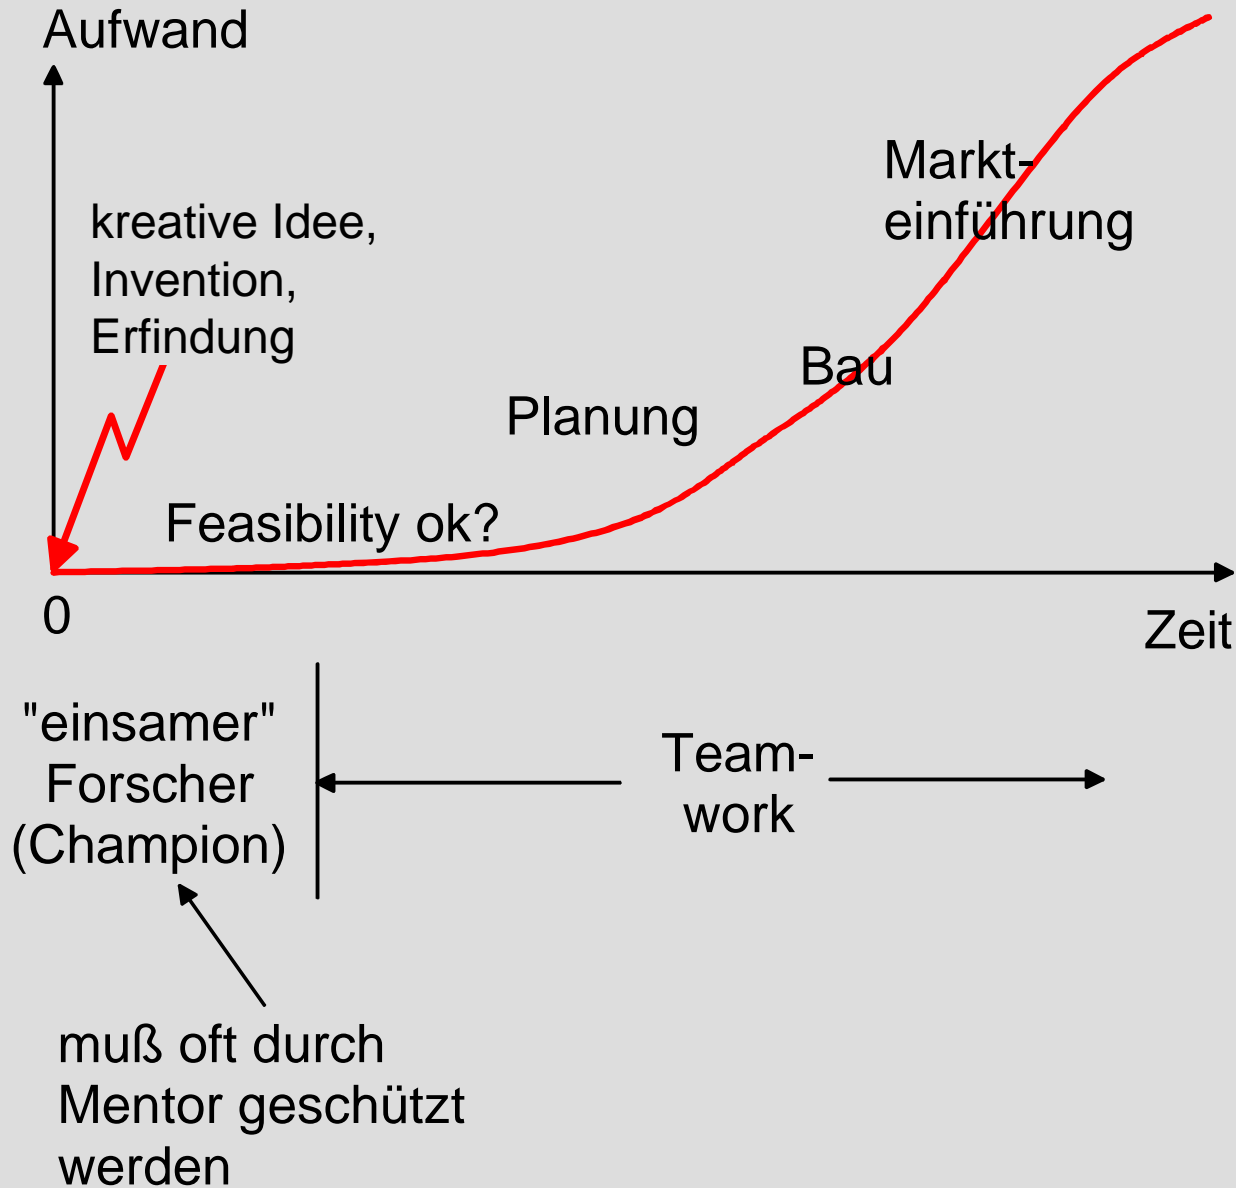 Aufwand
Markt-
einführung
kreative Idee,
Invention,
Erfindung
Bau
Planung
Feasibility ok?
0
Zeit
"einsamer"
Forscher
(Champion)
Team-
work
muß oft durch
Mentor geschützt
werden